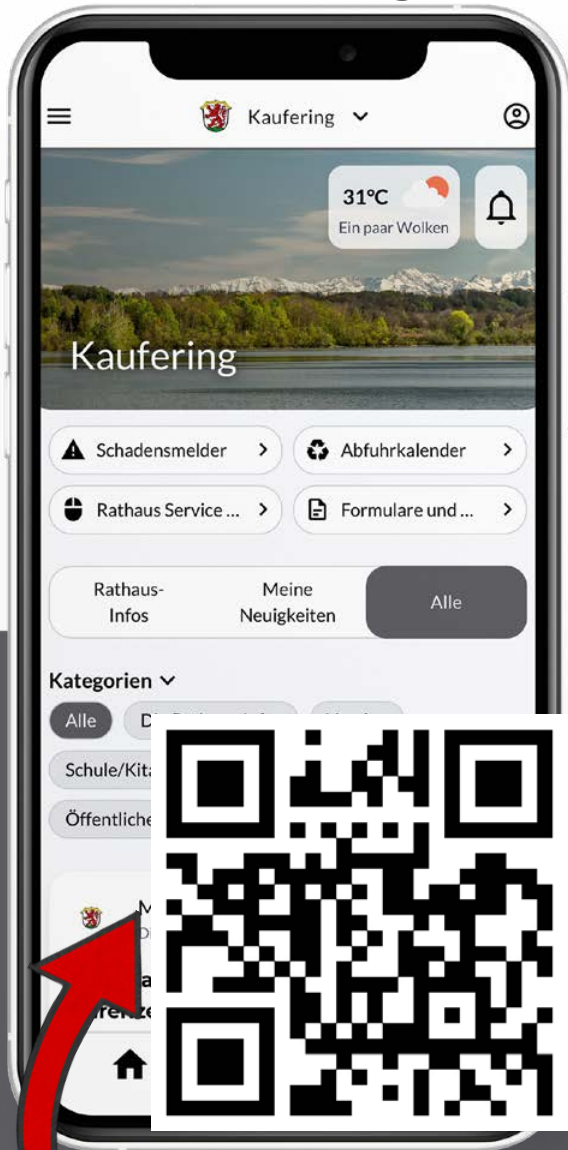 Kaufering
31°C
Ein paar Wolken
Kaufering
Schadensmelder
Abfuhrkalender
Rathaus Service ...
Formulare und ...
Rathaus-
Infos
Meine
Neuigkeiten
Alle
Kategorien
Alle
Schule/Kita
Öffentliche